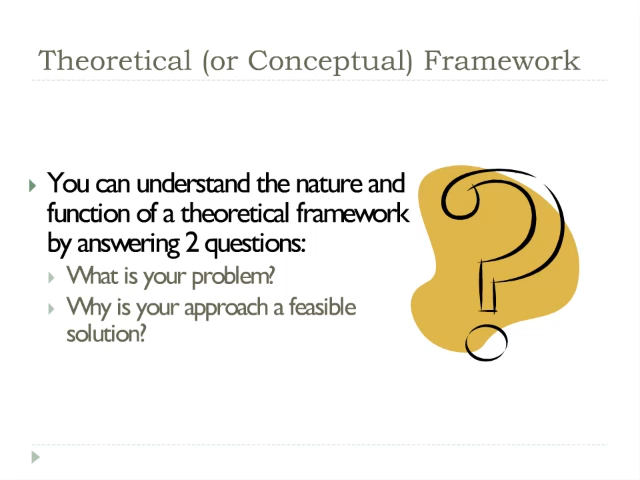 Theoretical (or Conceptual) Framework
You can understand the nature and
function of a theoretical framework
by answering 2 questions:
What is your problem?
Why is your approach a feasible
solution?